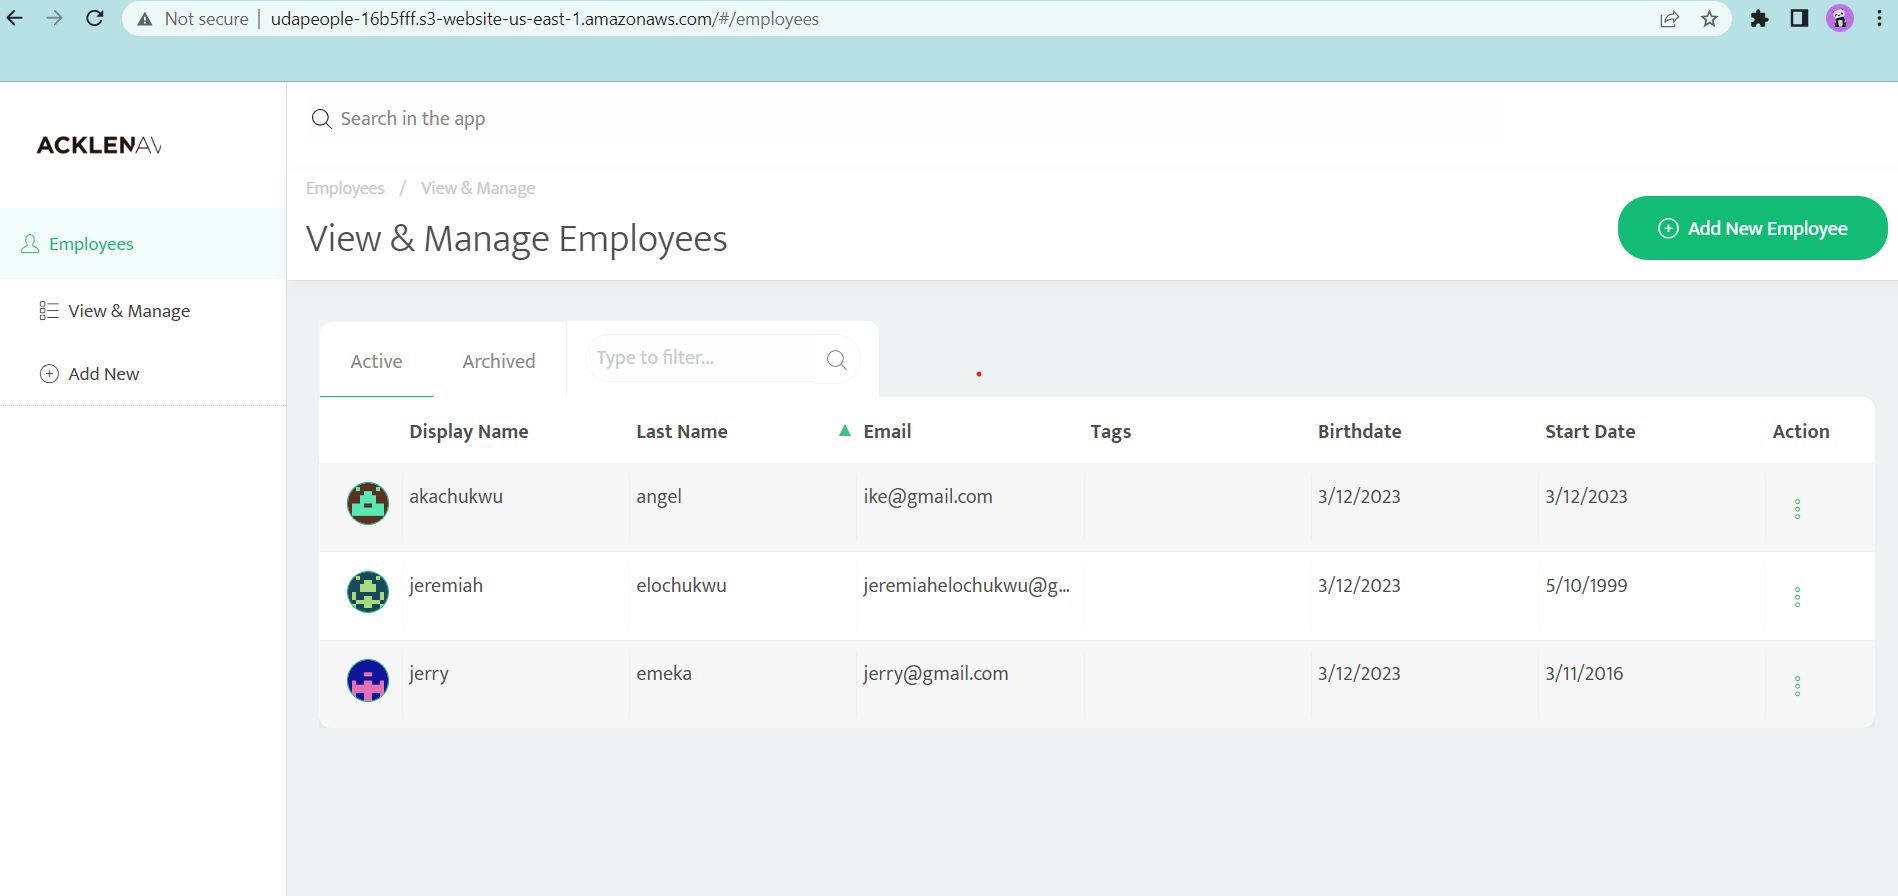 Not secure | udapeople-16b5fff.s3-website-us-east-1.amazonaws.com/#/employees
ACKLENAV
Search in the app
Employees / View & Manage
View & Manage Employees
Add New Employee
Employees
View & Manage
Add New
Active Archived Type to filter...
Display Name Last Name Email Tags Birthdate Start Date Action
akachukwu angel ike@gmail.com 3/12/2023 3/12/2023
jeremiah elochukwu jeremiahelochukwu@g... 3/12/2023 5/10/1999
jerry emeka jerry@gmail.com 3/12/2023 3/11/2016